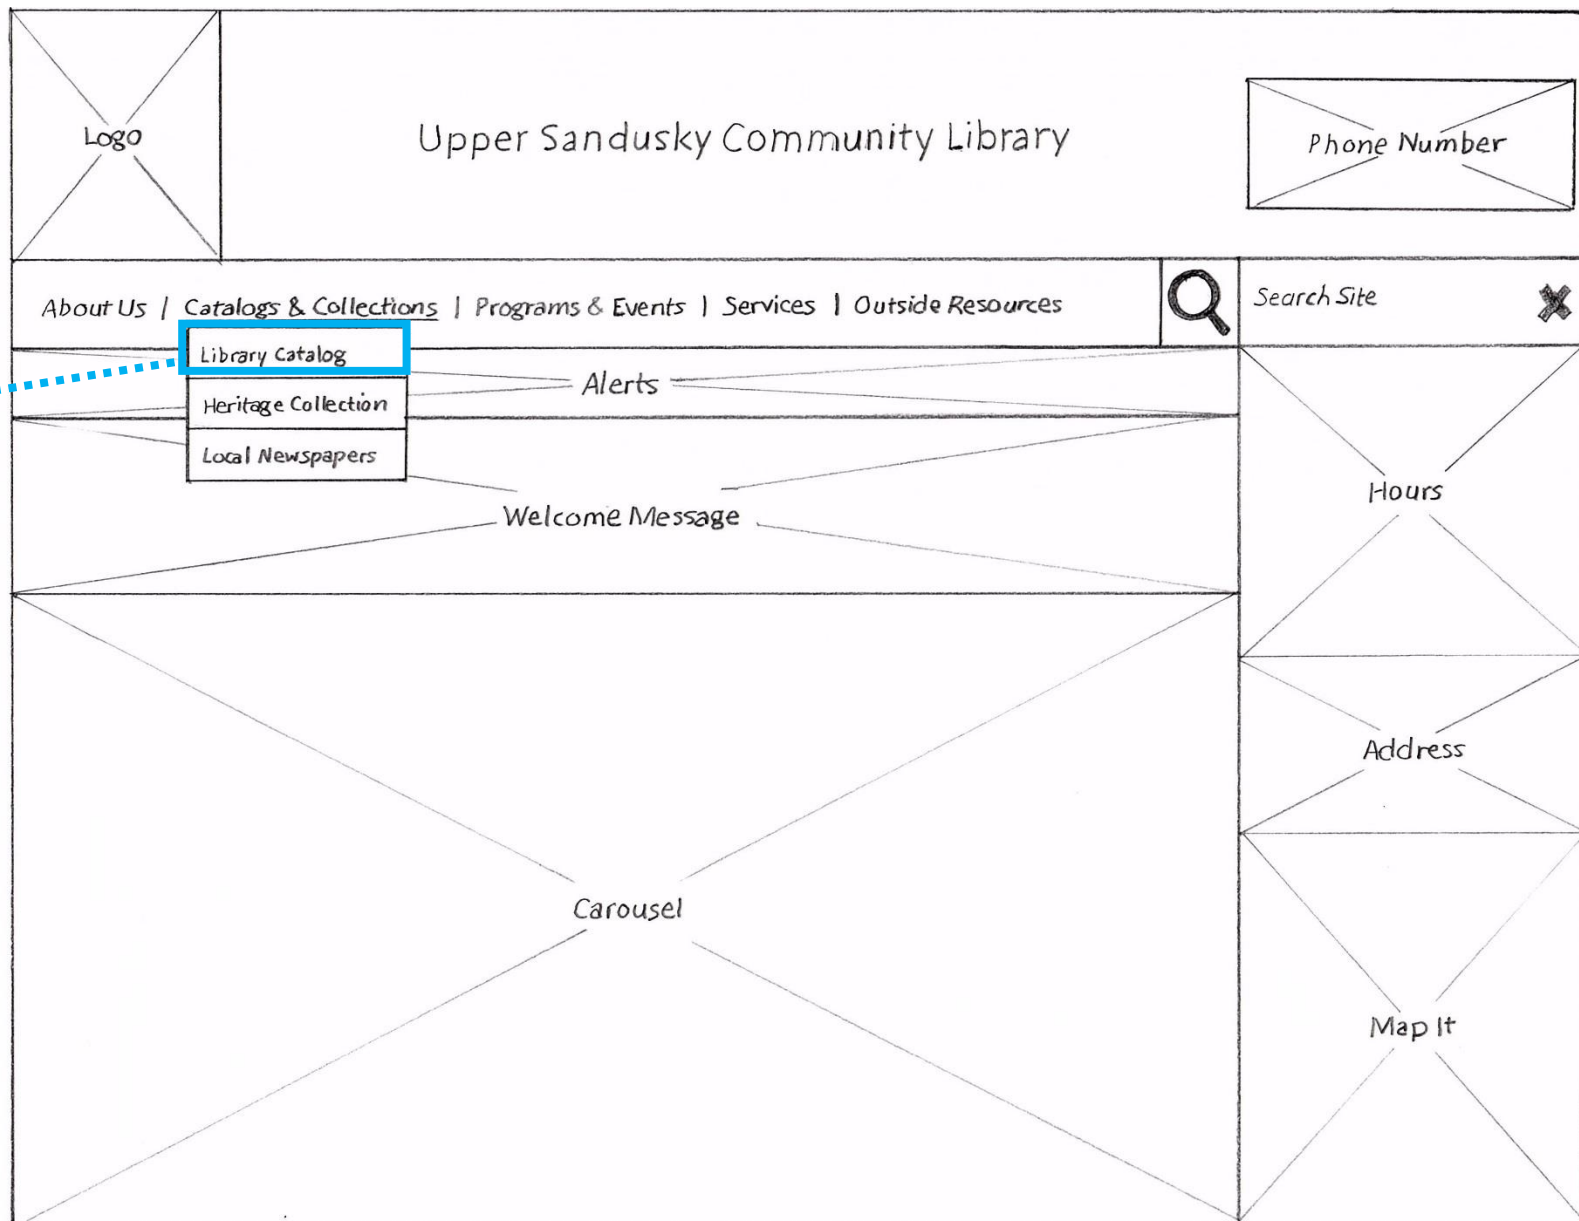 Logo
Upper Sandusky Community Library
Phone Number
About Us | Catalogs & Collections | Programs & Events | Services | Outside Resources
Search Site
Library Catalog
Heritage Collection
Local Newspapers
Alerts
Welcome Message
Hours
Address
Carousel
Map It